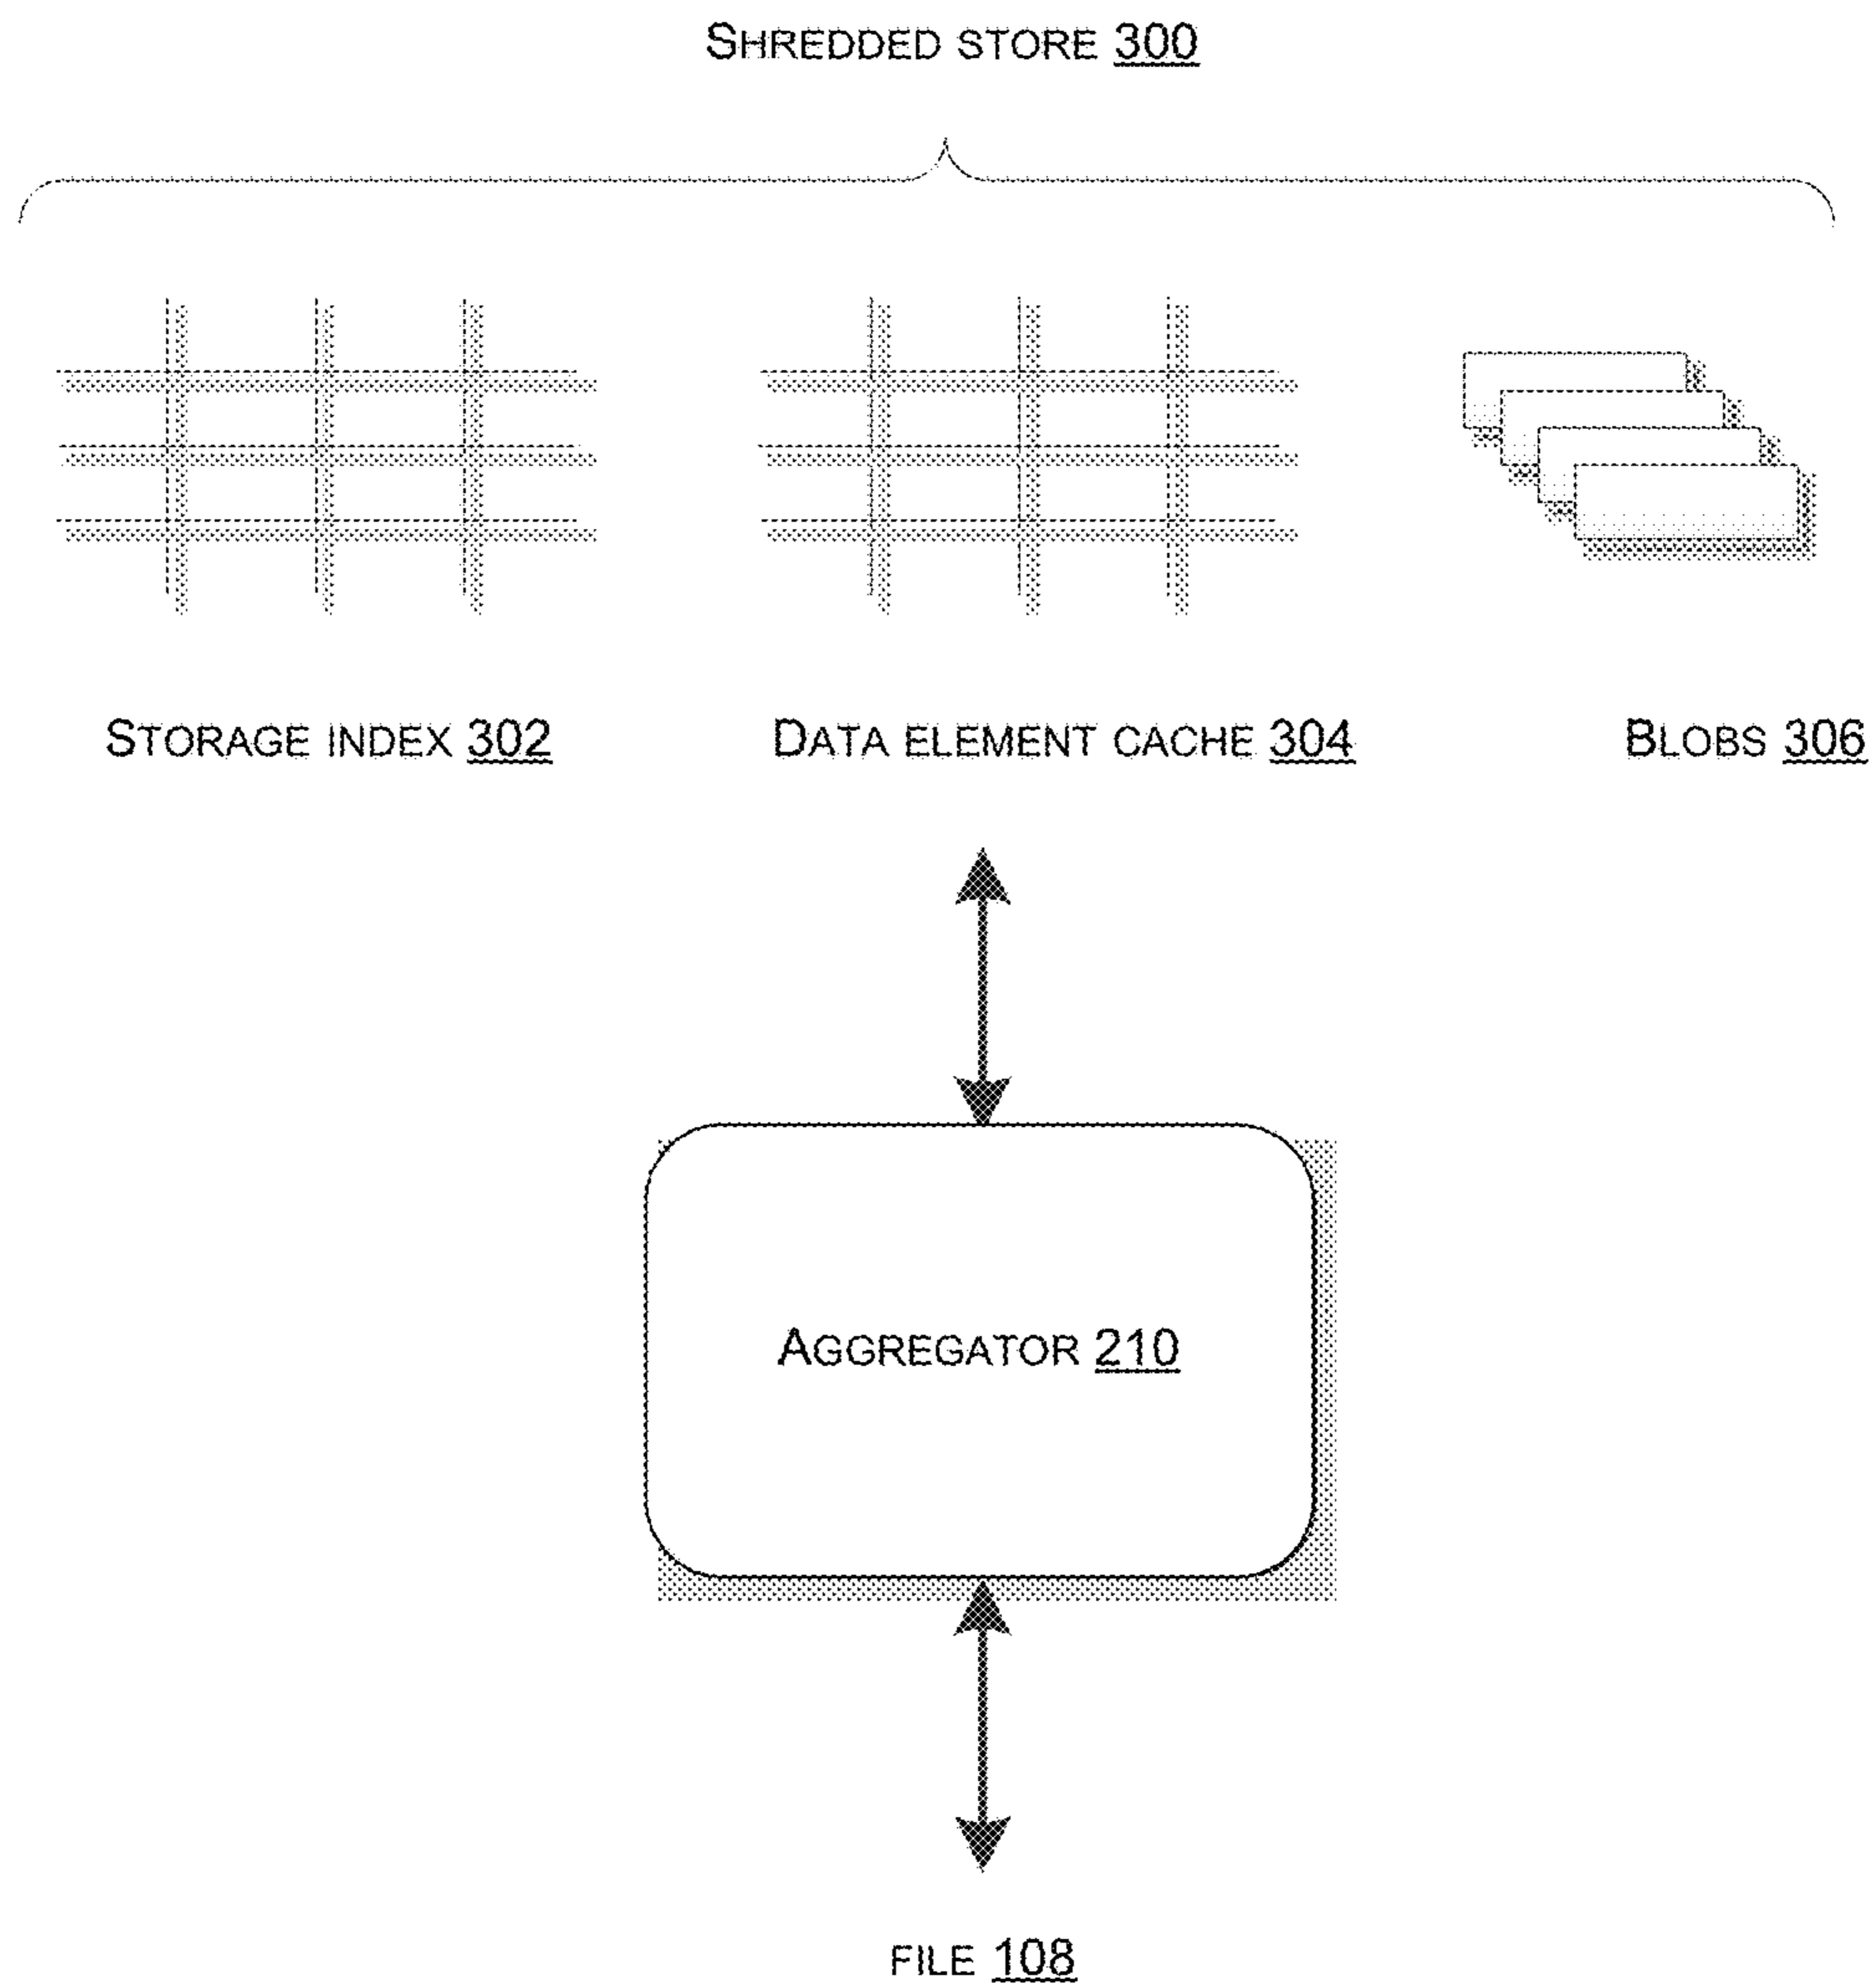 SHREDDED STORE 300
STORAGE INDEX 302
DATA ELEMENT CACHE 304
BLOBS 306
AGGREGATOR 210
FILE 108